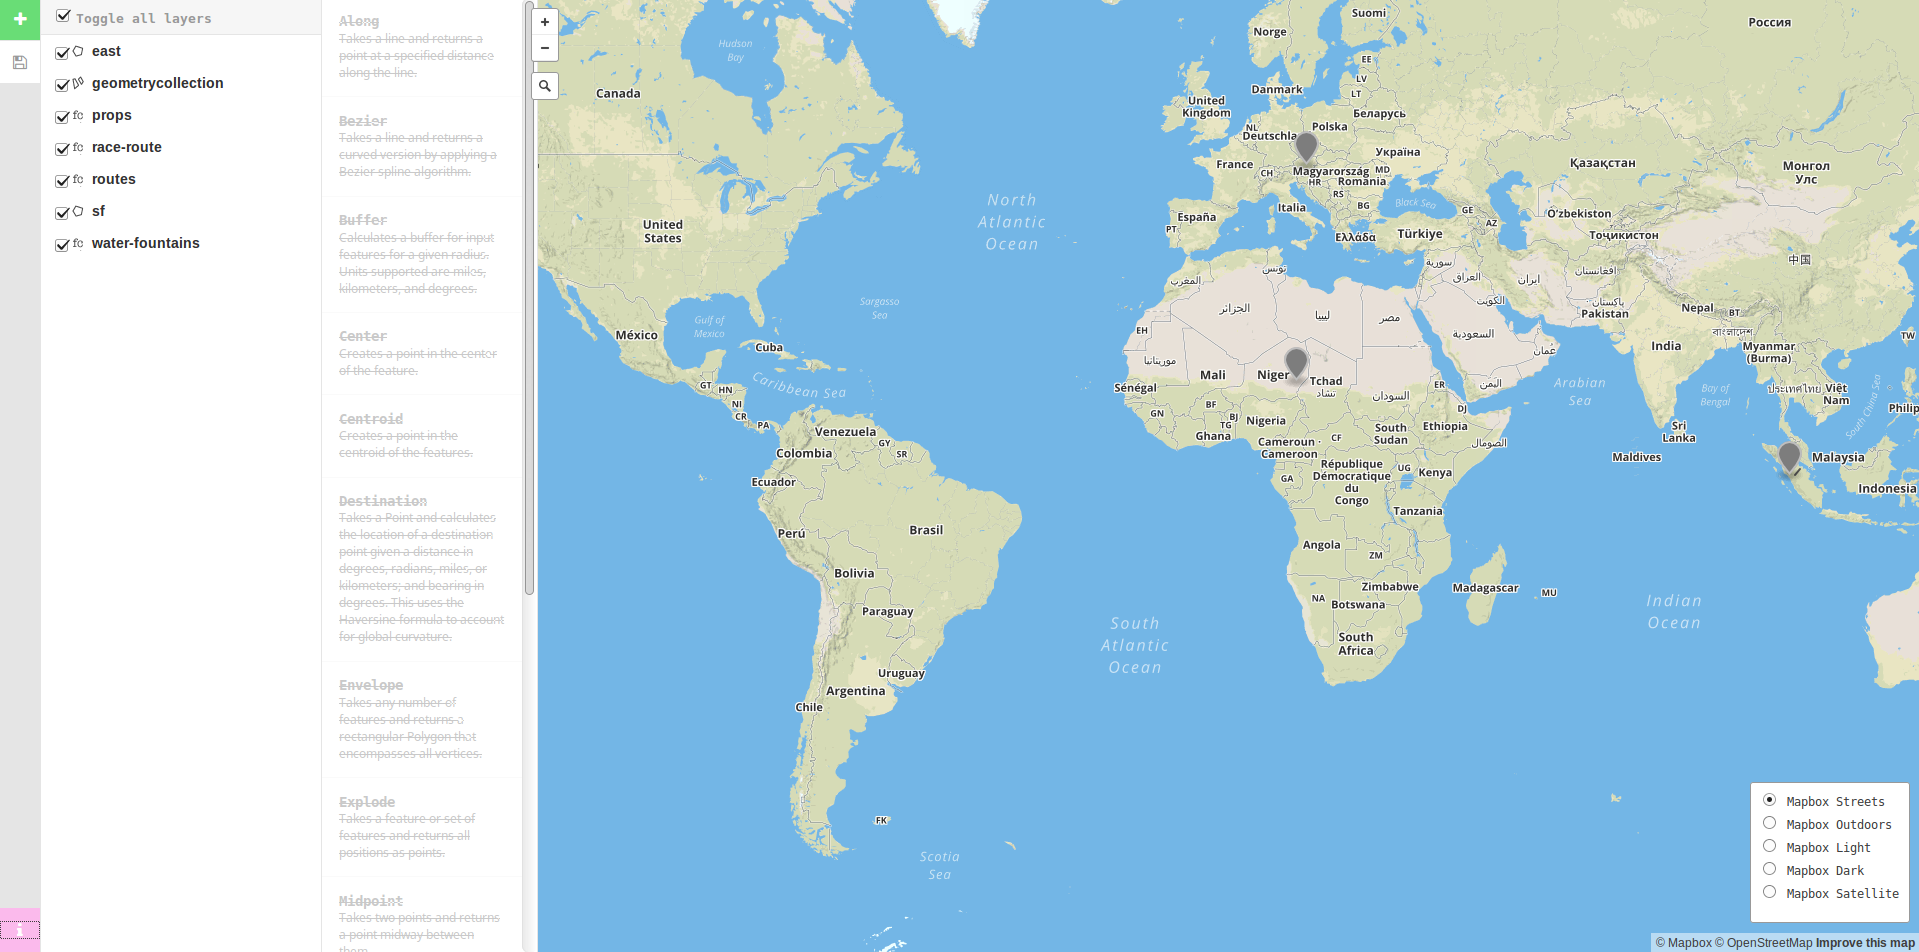 Toggle all layers
east
geometrycollection
fc props
fc race-route
fc routes
sf
fc water-fountains
Along
Takes a line and returns a
point at a specified distance
along the line.
Bezier
Takes a line and returns a
curved version by applying a
Bezier spline algorithm.
Buffer
Calculates a buffer for input
features for a given radius.
Units supported are miles,
kilometers, and degrees.
Center
Creates a point in the center
of the feature.
Centroid
Creates a point in the
centroid of the features.
Destination
Takes a Point and calculates
the location of a destination
point given a distance in
degrees, radians, miles, or
kilometers; and bearing in
degrees. This uses the
Haversine formula to account
for global curvature.
Envelope
Takes any number of
features and returns a
rectangular Polygon that
encompasses all vertices.
Explode
Takes a feature or set of
features and returns all
positions as points.
Midpoint
Takes two points and returns
a point midway between
them.
+
−
Hudson
Bay
Canada
United
States
North
Atlantic
Ocean
Sargasso
Sea
Gulf of
Mexico
México
Cuba
Caribbean Sea
GT
HN
NI
CR
PA
Venezuela
GY
SR
Colombia
Ecuador
Perú
Brasil
Bolivia
Paraguay
Uruguay
Argentina
Chile
FK
Scotia
Sea
South
Atlantic
Ocean
Suomi
Norge
Россия
EE
LV
LT
Danmark
United
Kingdom
Беларусь
NL
Polska
Deutschla
France
CH
Україна
Magyarország
MD
HR
România
RS
BG
Italia
Black Sea
España
PT
Ελλάδα
Türkiye
GE
AZ
Қазақстан
Монгол
Улс
O'zbekiston
Тоҷикистон
中国
المغرب
تونس
الجزائر
ليبيا
مصر
سورية
العراق
ایران
افغانستان
الكويت
پاکستان
Pakistan
السعودية
عمان
اليمن
Nepal
BT
বাংলাদেশ
India
Myanmar
(Burma)
TW
EH
موريتانيا
Mali
Niger
Tchad
تشاد
السودان
ER
DJ
Sénégal
GN
BF
BJ
TG
Ghana
Nigeria
Cameroun -
Cameroon
CF
South
Sudan
Ethiopia
الصومال
GA
République
Démocratique
du
Congo
UG
Kenya
Tanzania
Angola
ZM
Zimbabwe
NA
Botswana
South
Africa
Madagascar
MU
Arabian
Sea
Bay of
Bengal
ประเทศไทย
Việt
Nam
South China Sea
Philip
Sri
Lanka
Maldives
Malaysia
Indonesia
Indian
Ocean
Mapbox Streets
Mapbox Outdoors
Mapbox Light
Mapbox Dark
Mapbox Satellite
© Mapbox © OpenStreetMap Improve this map